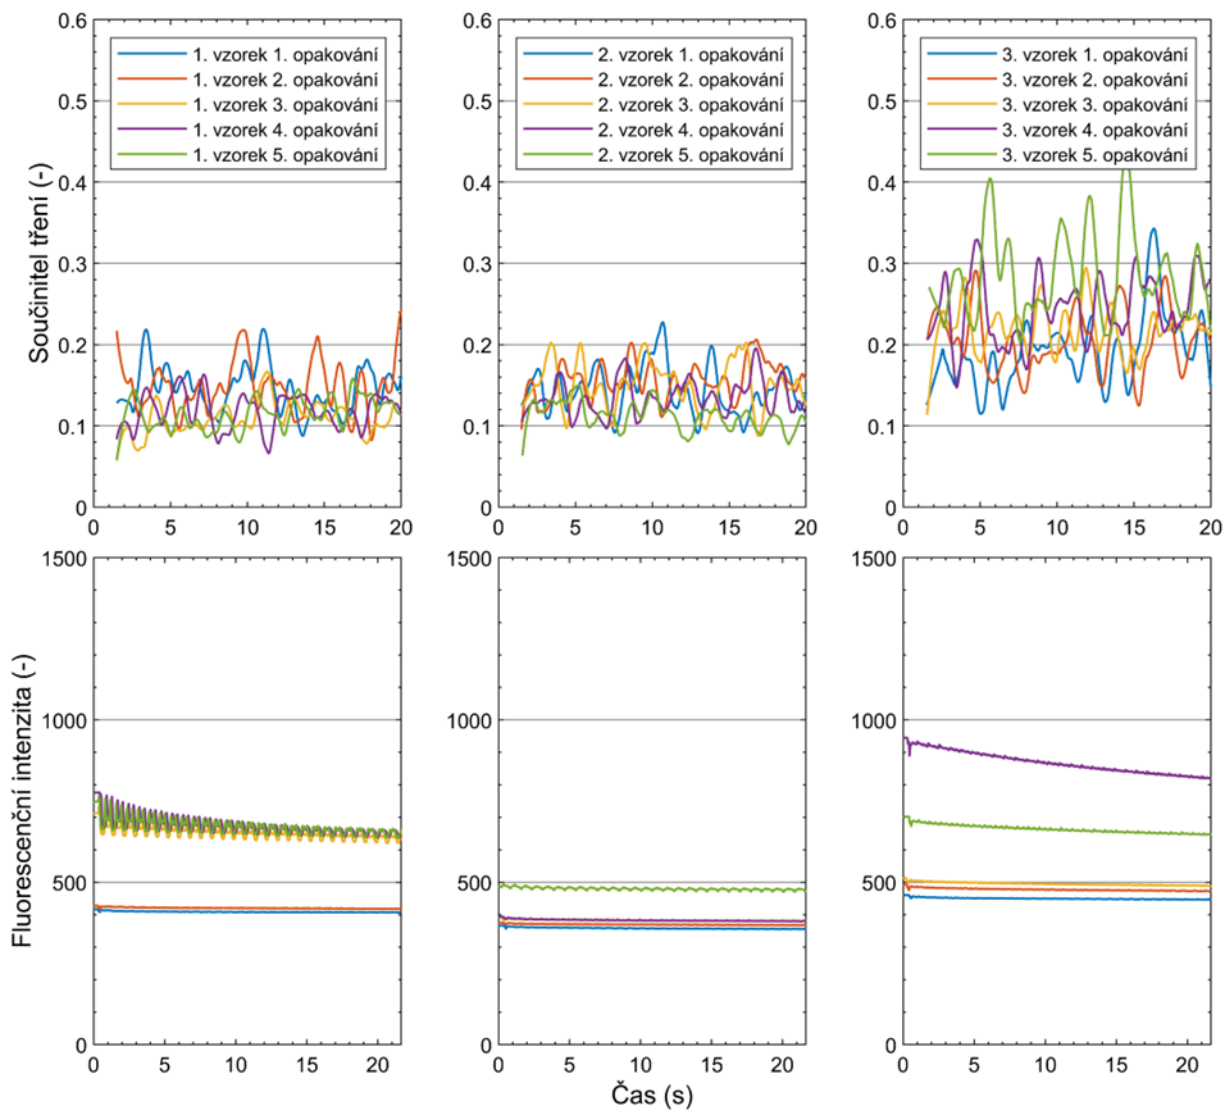 Součinitel tření (-)
0.6
0.5
0.4
0.3
0.2
0.1
0
1. vzorek 1. opakování
1. vzorek 2. opakování
1. vzorek 3. opakování
1. vzorek 4. opakování
1. vzorek 5. opakování
0 5 10 15 20
0.6
0.5
0.4
0.3
0.2
0.1
0
2. vzorek 1. opakování
2. vzorek 2. opakování
2. vzorek 3. opakování
2. vzorek 4. opakování
2. vzorek 5. opakování
0 5 10 15 20
0.6
0.5
0.4
0.3
0.2
0.1
0
3. vzorek 1. opakování
3. vzorek 2. opakování
3. vzorek 3. opakování
3. vzorek 4. opakování
3. vzorek 5. opakování
0 5 10 15 20
Fluorescenční intenzita (-)
1500
1000
500
0
0 5 10 15 20
1500
1000
500
0
0 5 10 15 20
1500
1000
500
0
0 5 10 15 20
Čas (s)